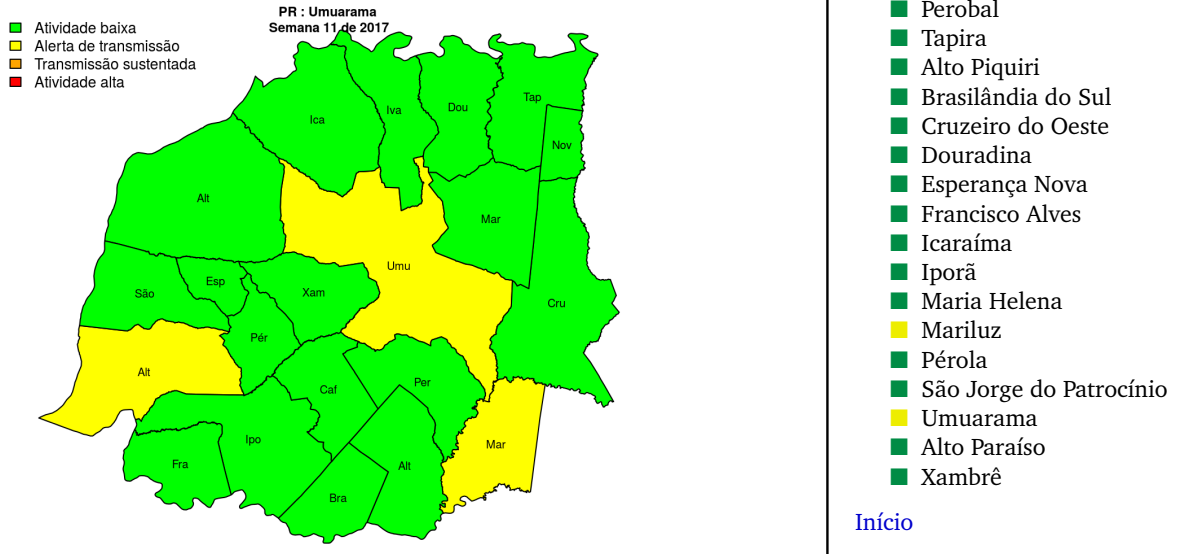 PR : Umuarama
Semana 11 de 2017
Atividade baixa
Alerta de transmissão
Transmissão sustentada
Atividade alta
Ica
Iva
Dou
Tap
Nov
Alt
Mar
Umu
Esp
São
Xam
Cru
Pér
Alt
Caf
Per
Ipo
Mar
Fra
Alt
Bra
Perobal
Tapira
Alto Piquiri
Brasilândia do Sul
Cruzeiro do Oeste
Douradina
Esperança Nova
Francisco Alves
Icaraíma
Iporã
Maria Helena
Mariluz
Pérola
São Jorge do Patrocínio
Umuarama
Alto Paraíso
Xambrê
Início